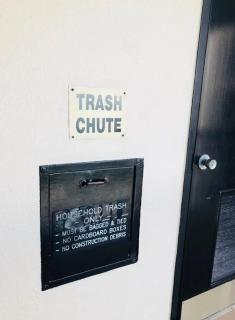 TRASH
CHUTE
HOUSEHOLD TRASH
ONLY
- MUST BE BAGGED & TIED
- NO CARDBOARD BOXES
- NO CONSTRUCTION DEBRIS